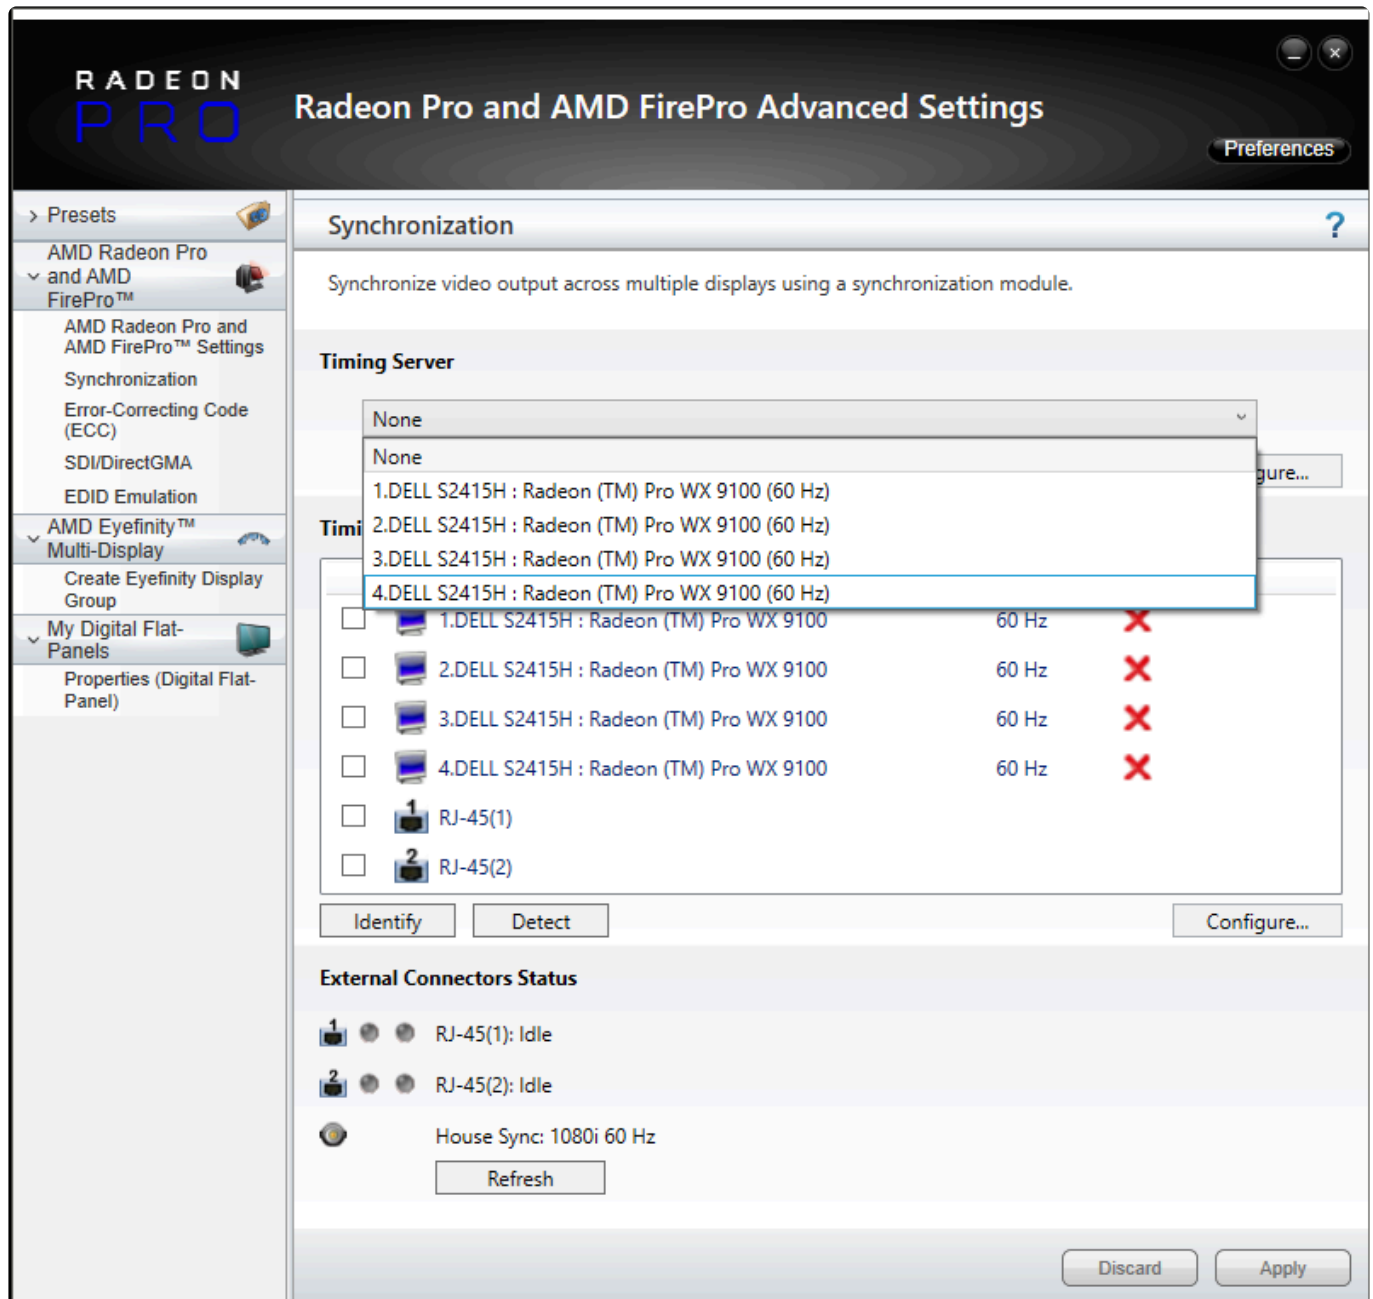 RADEON
PRO
Radeon Pro and AMD FirePro Advanced Settings
Preferences
Presets
AMD Radeon Pro
and AMD
FirePro™
AMD Radeon Pro and
AMD FirePro™ Settings
Synchronization
Error-Correcting Code
(ECC)
SDI/DirectGMA
EDID Emulation
AMD Eyefinity™
Multi-Display
Create Eyefinity Display
Group
My Digital Flat-
Panels
Properties (Digital Flat-
Panel)
Synchronization
?
Synchronize video output across multiple displays using a synchronization module.
Timing Server
None
None
1.DELL S2415H : Radeon (TM) Pro WX 9100 (60 Hz)
2.DELL S2415H : Radeon (TM) Pro WX 9100 (60 Hz)
3.DELL S2415H : Radeon (TM) Pro WX 9100 (60 Hz)
4.DELL S2415H : Radeon (TM) Pro WX 9100 (60 Hz)
gure...
Timi
1.DELL S2415H : Radeon (TM) Pro WX 9100 60 Hz
2.DELL S2415H : Radeon (TM) Pro WX 9100 60 Hz
3.DELL S2415H : Radeon (TM) Pro WX 9100 60 Hz
4.DELL S2415H : Radeon (TM) Pro WX 9100 60 Hz
1 RJ-45(1)
2 RJ-45(2)
Identify Detect Configure...
External Connectors Status
1 RJ-45(1): Idle
2 RJ-45(2): Idle
House Sync: 1080i 60 Hz
Refresh
Discard Apply